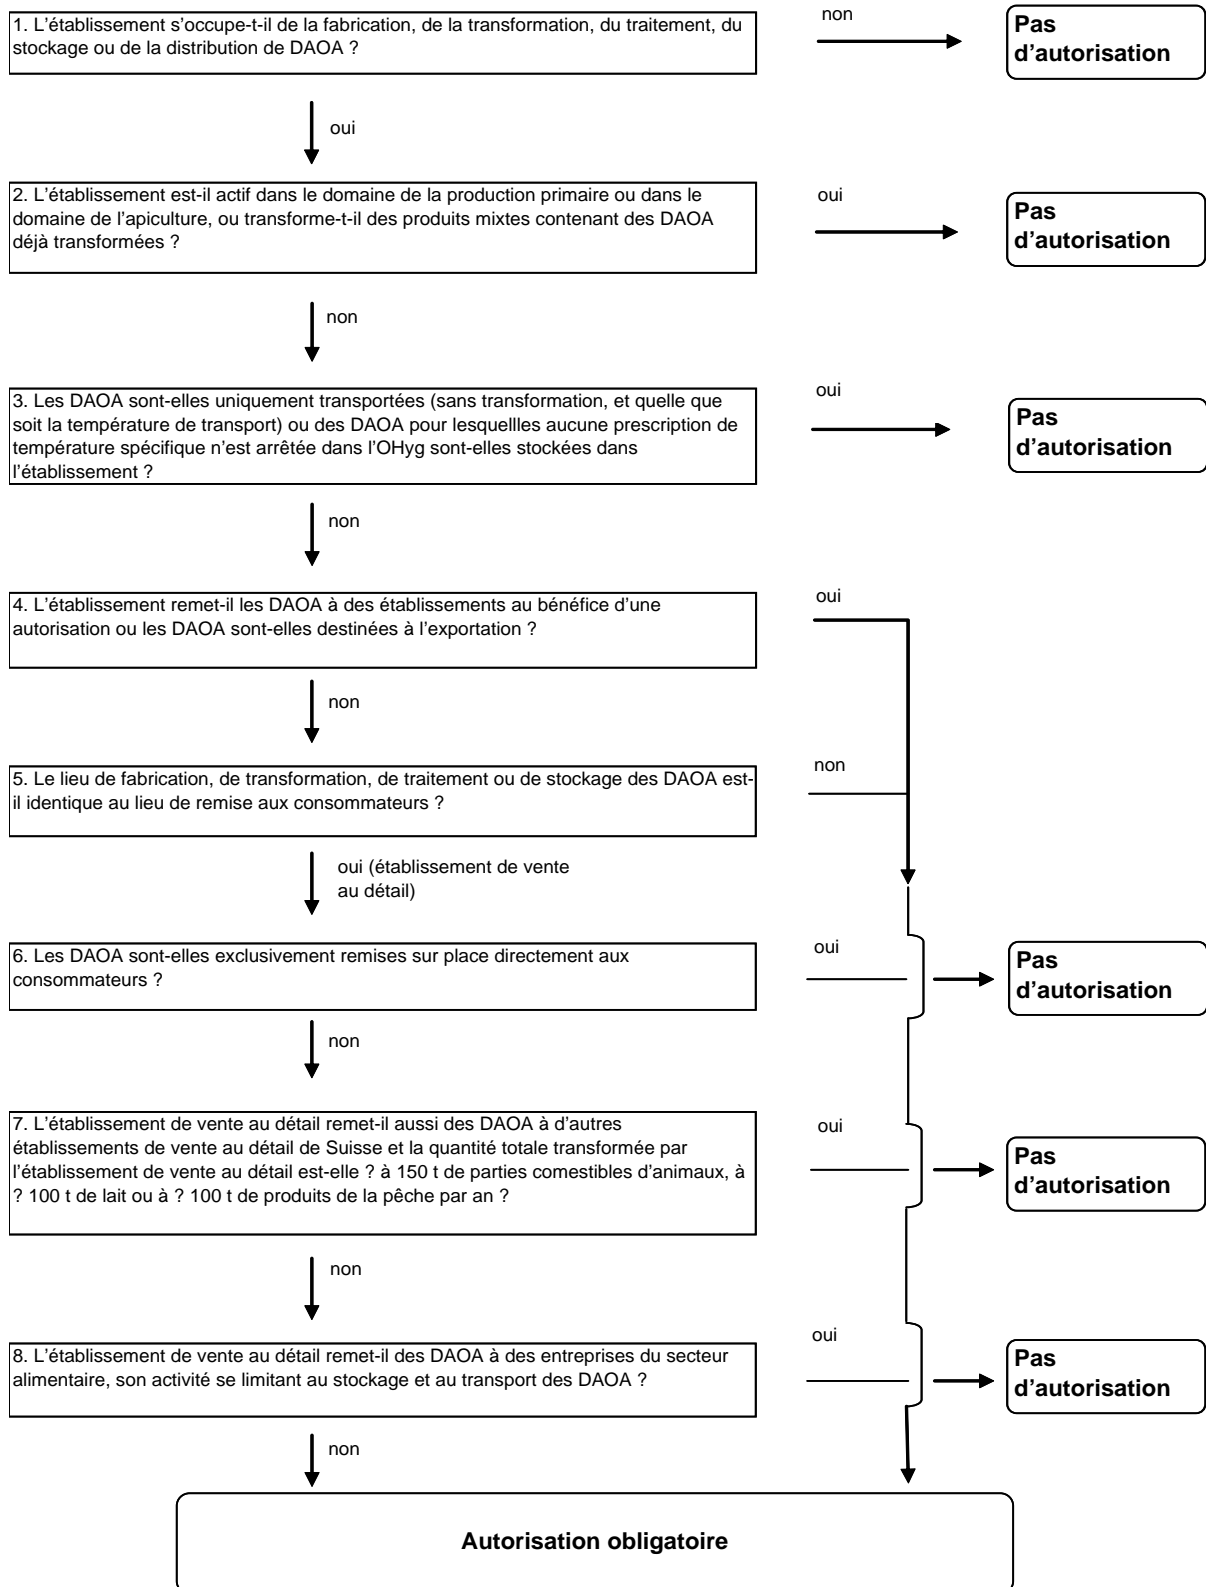 1. L’établissement s’occupe-t-il de la fabrication, de la transformation, du traitement, du
stockage ou de la distribution de DAOA ?
non
Pas
d’autorisation
oui
2. L’établissement est-il actif dans le domaine de la production primaire ou dans le
domaine de l’apiculture, ou transforme-t-il des produits mixtes contenant des DAOA
déjà transformées ?
oui
Pas
d’autorisation
non
3. Les DAOA sont-elles uniquement transportées (sans transformation, et quelle que
soit la température de transport) ou des DAOA pour lesquellles aucune prescription de
température spécifique n’est arrêtée dans l’OHyg sont-elles stockées dans
l’établissement ?
oui
Pas
d’autorisation
non
4. L’établissement remet-il les DAOA à des établissements au bénéfice d’une
autorisation ou les DAOA sont-elles destinées à l’exportation ?
oui
non
5. Le lieu de fabrication, de transformation, de traitement ou de stockage des DAOA est-
il identique au lieu de remise aux consommateurs ?
non
oui (établissement de vente
au détail)
6. Les DAOA sont-elles exclusivement remises sur place directement aux
consommateurs ?
oui
Pas
d’autorisation
non
7. L’établissement de vente au détail remet-il aussi des DAOA à d’autres
établissements de vente au détail de Suisse et la quantité totale transformée par
l’établissement de vente au détail est-elle ? à 150 t de parties comestibles d’animaux, à
? 100 t de lait ou à ? 100 t de produits de la pêche par an ?
oui
Pas
d’autorisation
non
8. L’établissement de vente au détail remet-il des DAOA à des entreprises du secteur
alimentaire, son activité se limitant au stockage et au transport des DAOA ?
oui
Pas
d’autorisation
non
Autorisation obligatoire